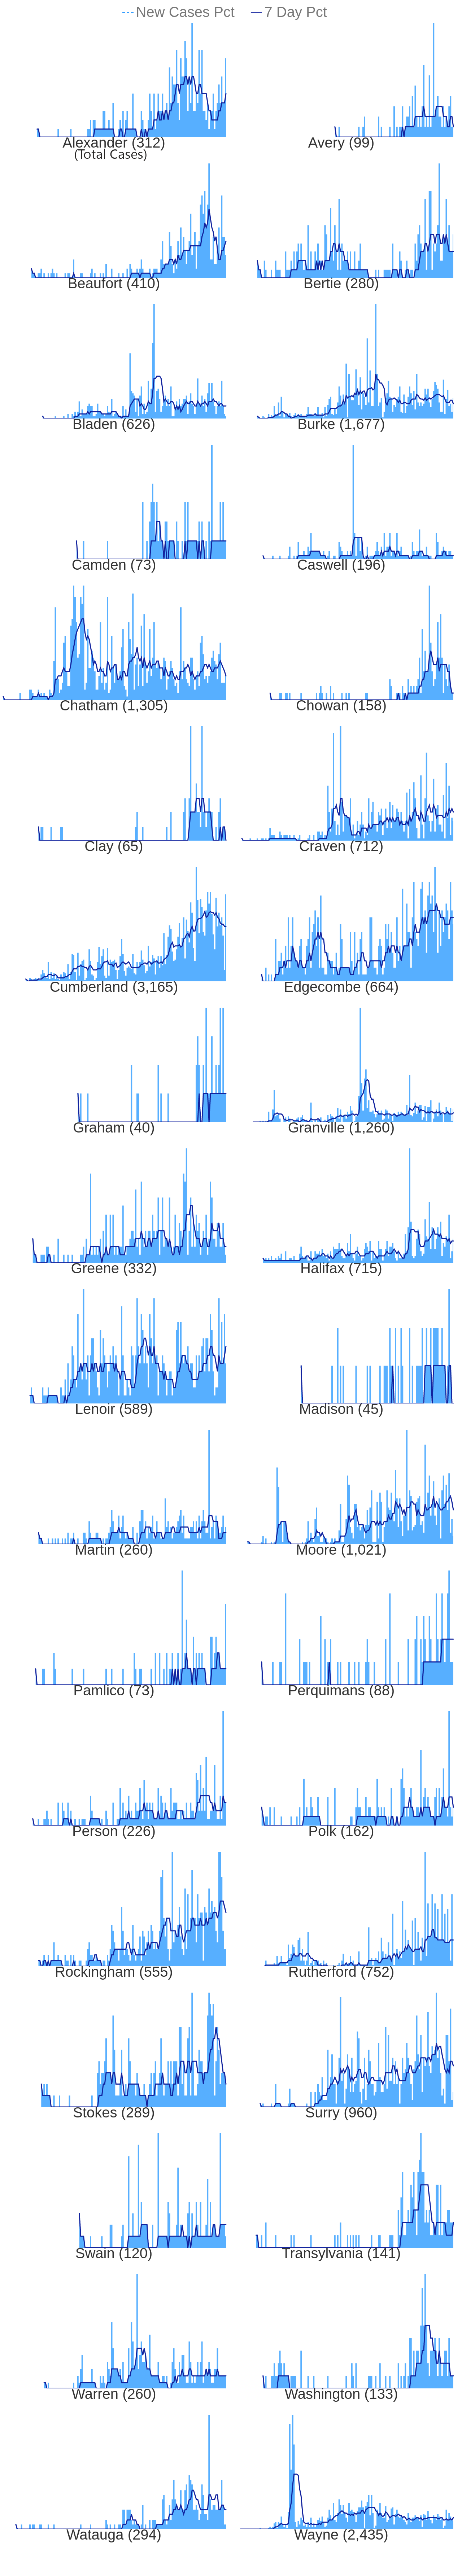 New Cases Pct 7 Day Pct
Alexander (312) Avery (99)
(Total Cases)
Beaufort (410) Bertie (280)
Bladen (626) Burke (1,677)
Camden (73) Caswell (196)
Chatham (1,305) Chowan (158)
Clay (65) Craven (712)
Cumberland (3,165) Edgecombe (664)
Graham (40) Granville (1,260)
Greene (332) Halifax (715)
Lenoir (589) Madison (45)
Martin (260) Moore (1,021)
Pamlico (73) Perquimans (88)
Person (226) Polk (162)
Rockingham (555) Rutherford (752)
Stokes (289) Surry (960)
Swain (120) Transylvania (141)
Warren (260) Washington (133)
Watauga (294) Wayne (2,435)